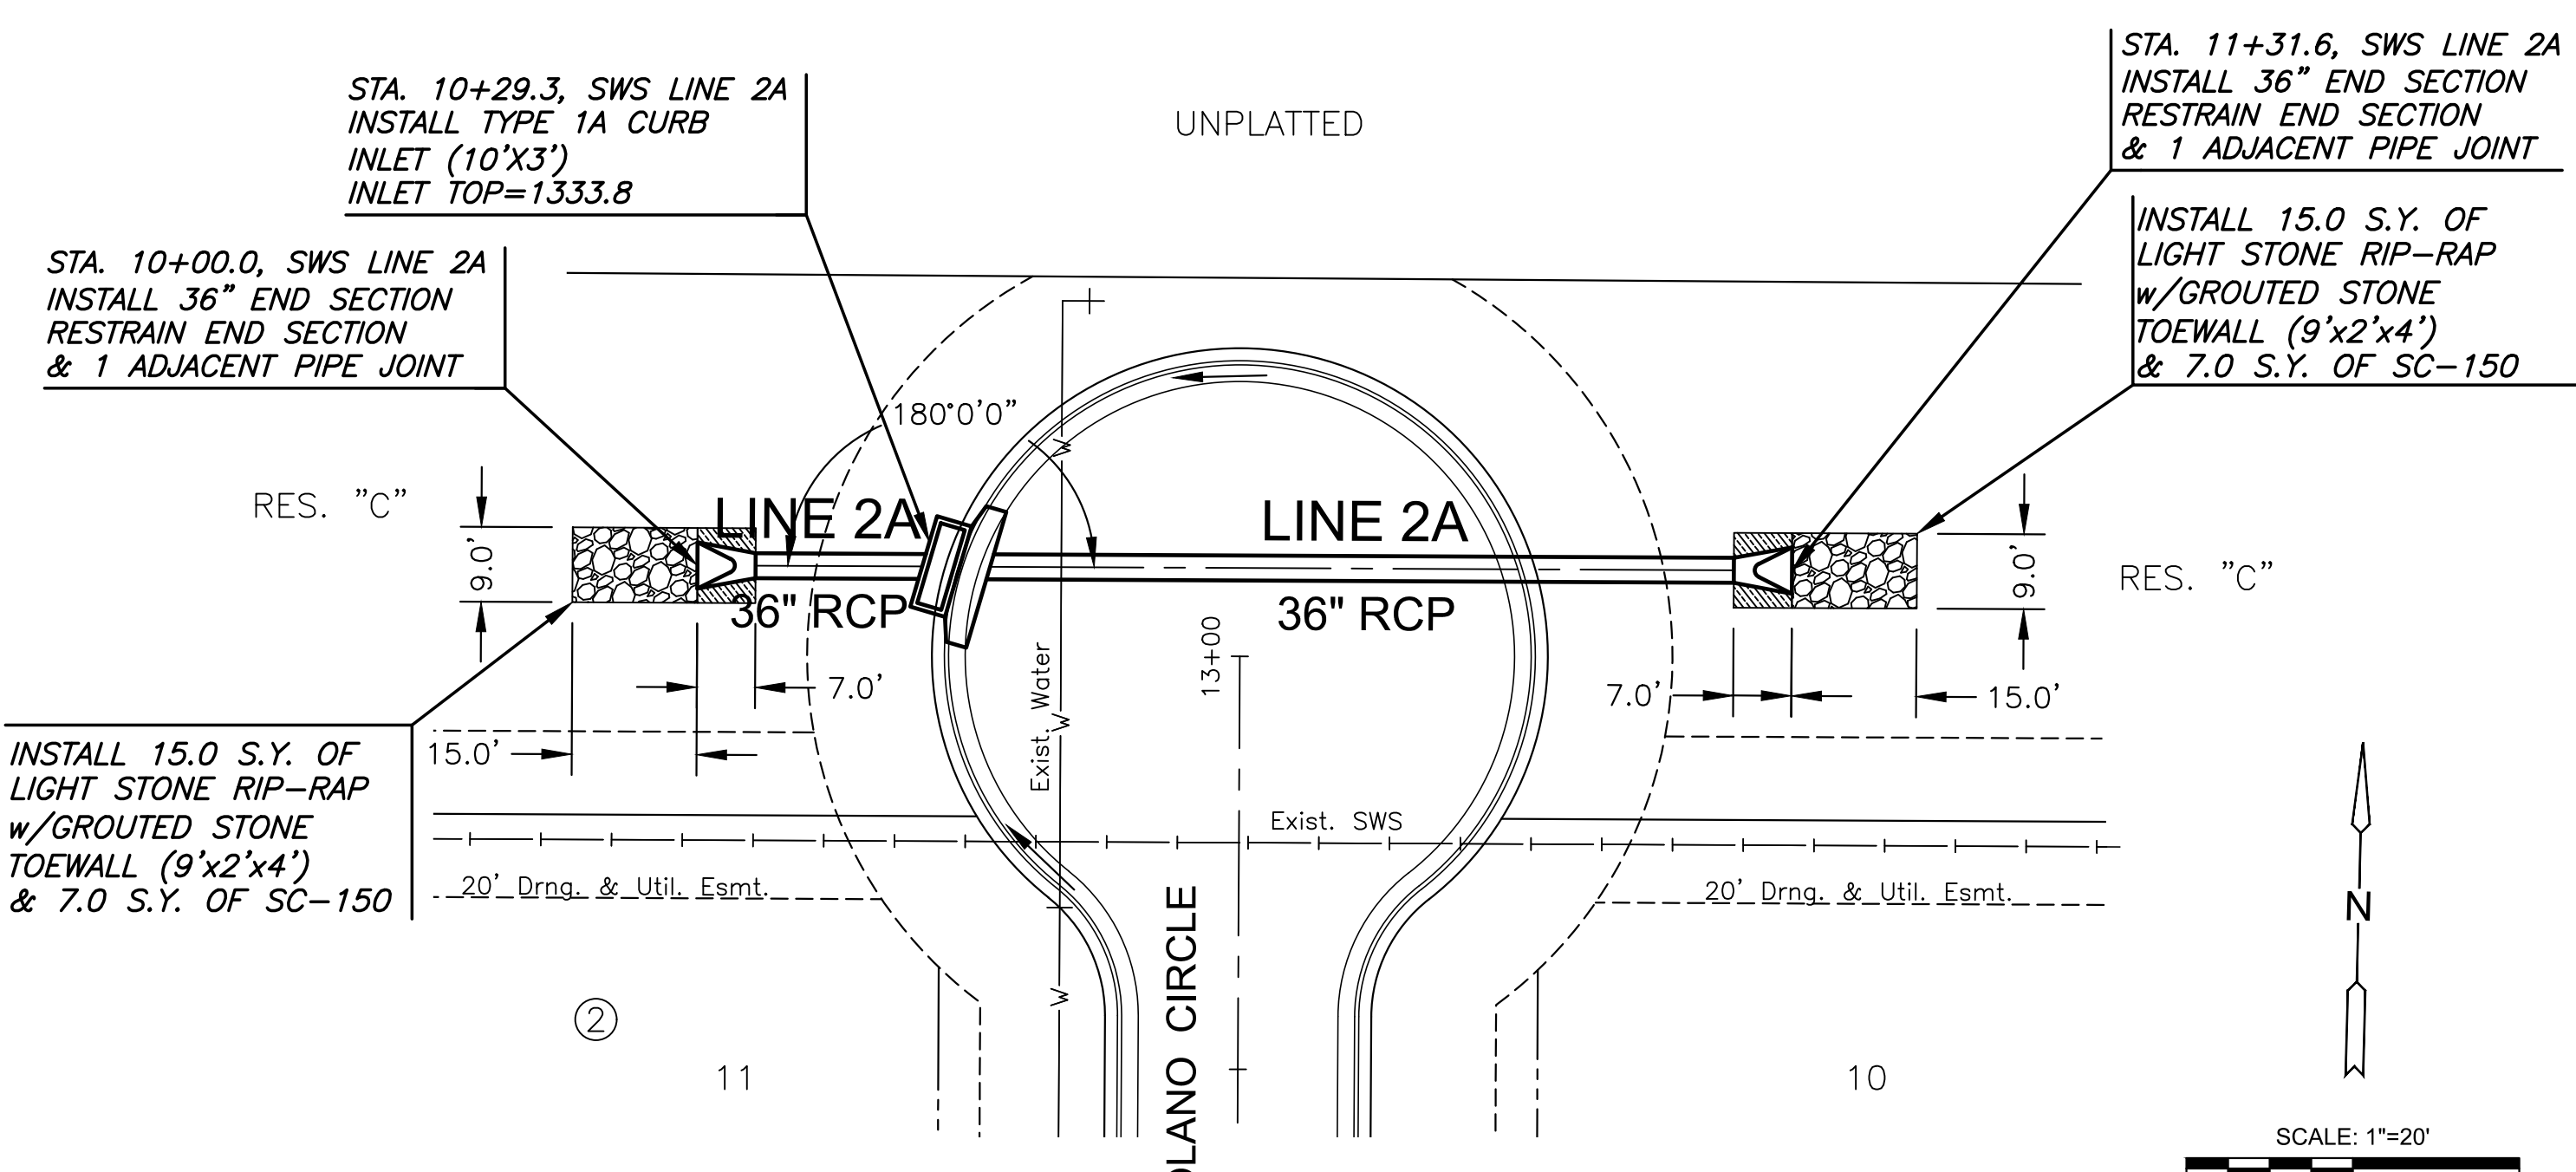 STA. 10+29.3, SWS LINE 2A
INSTALL TYPE 1A CURB
INLET (10'X3')
INLET TOP=1333.8
UNPLATTED
STA. 11+31.6, SWS LINE 2A
INSTALL 36" END SECTION
RESTRAIN END SECTION
& 1 ADJACENT PIPE JOINT
STA. 10+00.0, SWS LINE 2A
INSTALL 36" END SECTION
RESTRAIN END SECTION
& 1 ADJACENT PIPE JOINT
INSTALL 15.0 S.Y. OF
LIGHT STONE RIP-RAP
w/GROUTED STONE
TOEWALL (9'x2'x4')
& 7.0 S.Y. OF SC-150
180°0'0"
RES. "C"
9.0'
LINE 2A
36" RCP
LINE 2A
36" RCP
9.0'
RES. "C"
7.0'
15.0'
7.0'
15.0'
W
Exist. Water
W
W
13+00
INSTALL 15.0 S.Y. OF
LIGHT STONE RIP-RAP
w/GROUTED STONE
TOEWALL (9'x2'x4')
& 7.0 S.Y. OF SC-150
Exist. SWS
20' Drng. & Util. Esmt.
20' Drng. & Util. Esmt.
N
2
11
10
CIRCLE
SCALE: 1"=20'